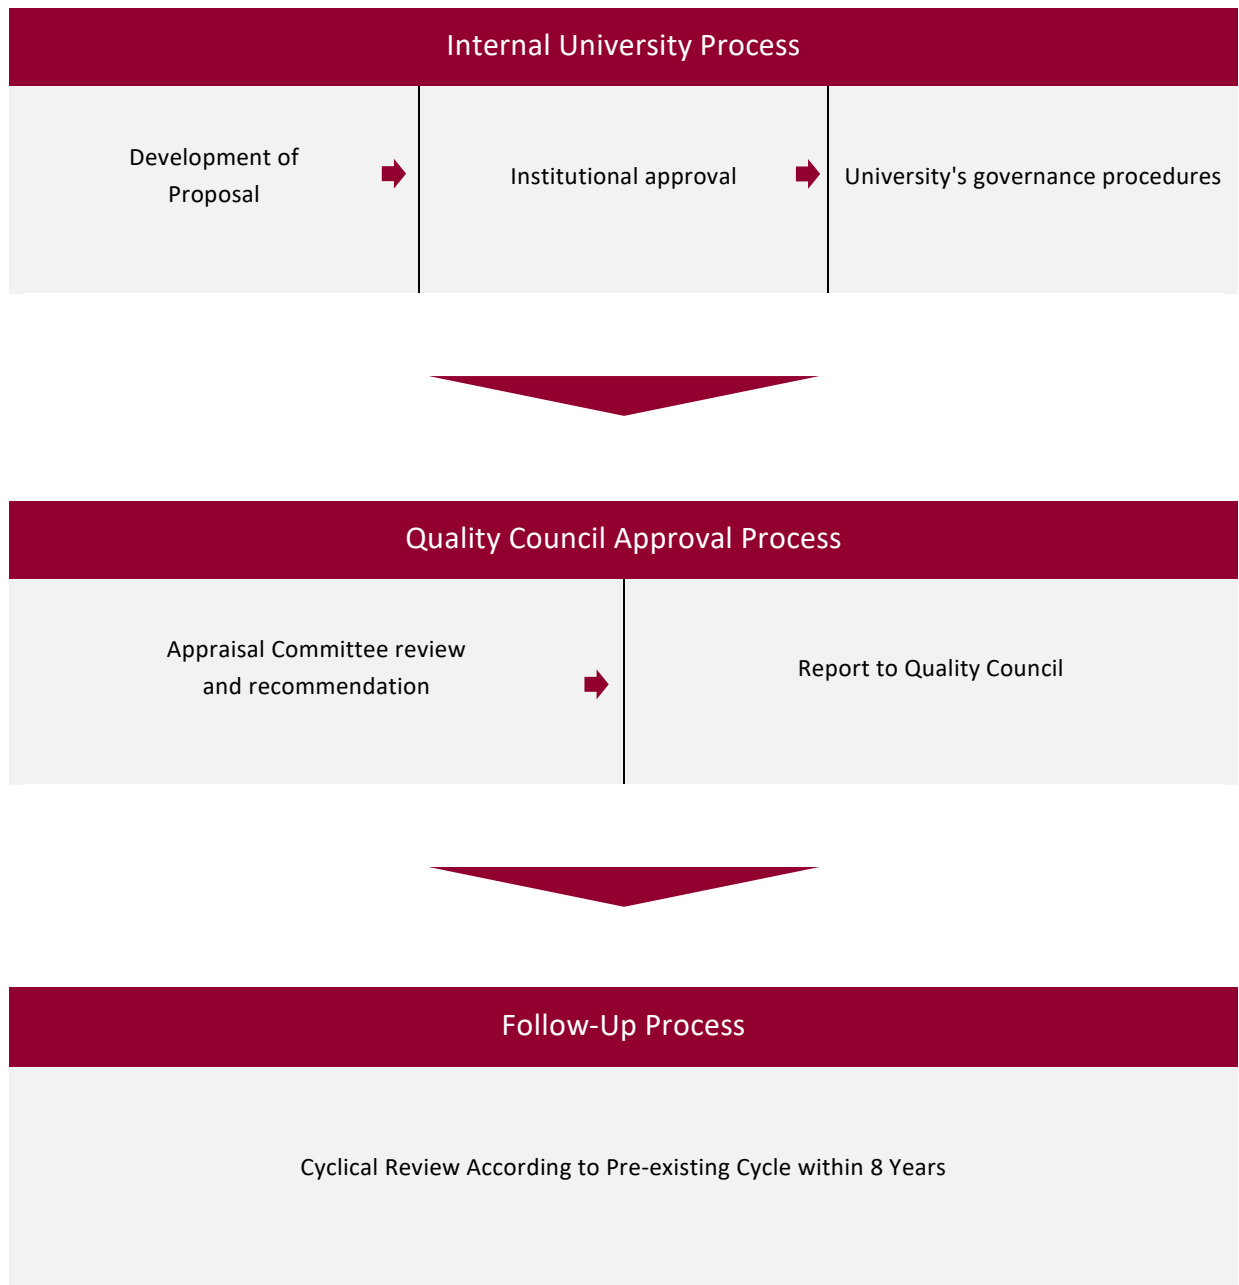 Internal University Process
Development of
Proposal
Institutional approval
University's governance procedures
Quality Council Approval Process
Appraisal Committee review
and recommendation
Report to Quality Council
Follow-Up Process
Cyclical Review According to Pre-existing Cycle within 8 Years